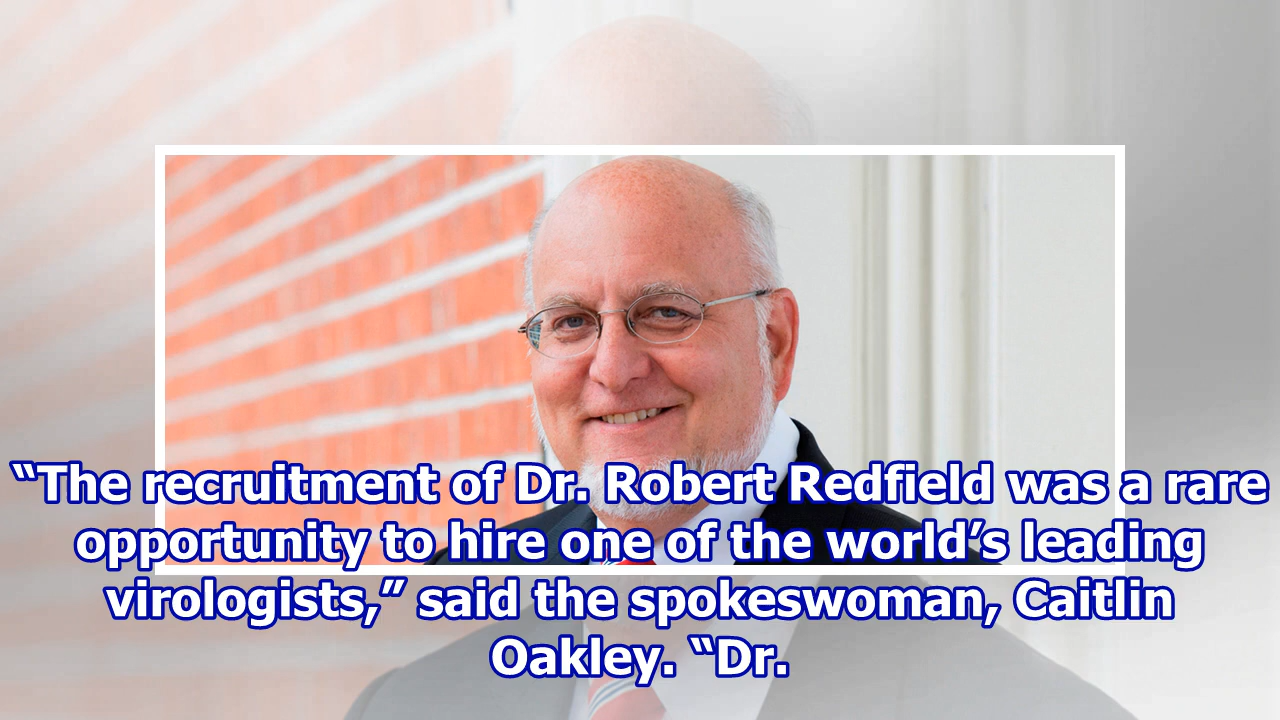 “The recruitment of Dr. Robert Redfield was a rare
opportunity to hire one of the world’s leading
virologists,” said the spokeswoman, Caitlin
Oakley. “Dr.